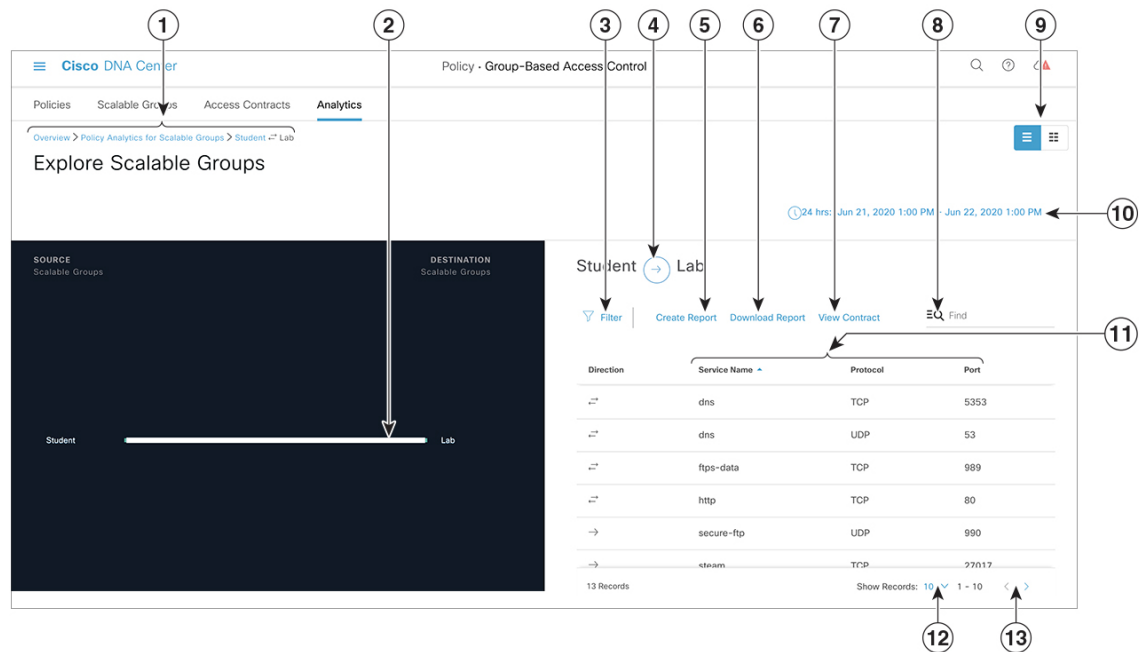 1 2 3 4 5 6 7 8 9
Cisco DNA Center Policy · Group-Based Access Control
Policies Scalable Groups Access Contracts Analytics
Overview > Policy Analytics for Scalable Groups > Student ⇄ Lab
Explore Scalable Groups
24 hrs: Jun 21, 2020 1:00 PM - Jun 22, 2020 1:00 PM 10
SOURCE
Scalable Groups
DESTINATION
Scalable Groups
Student Lab
Student → Lab
Filter Create Report Download Report View Contract Find
11
Direction Service Name Protocol Port
dns TCP 5353
dns UDP 53
ftps-data TCP 989
http TCP 80
secure-ftp UDP 990
steam TCP 27017
13 Records Show Records: 10 1 - 10
12 13